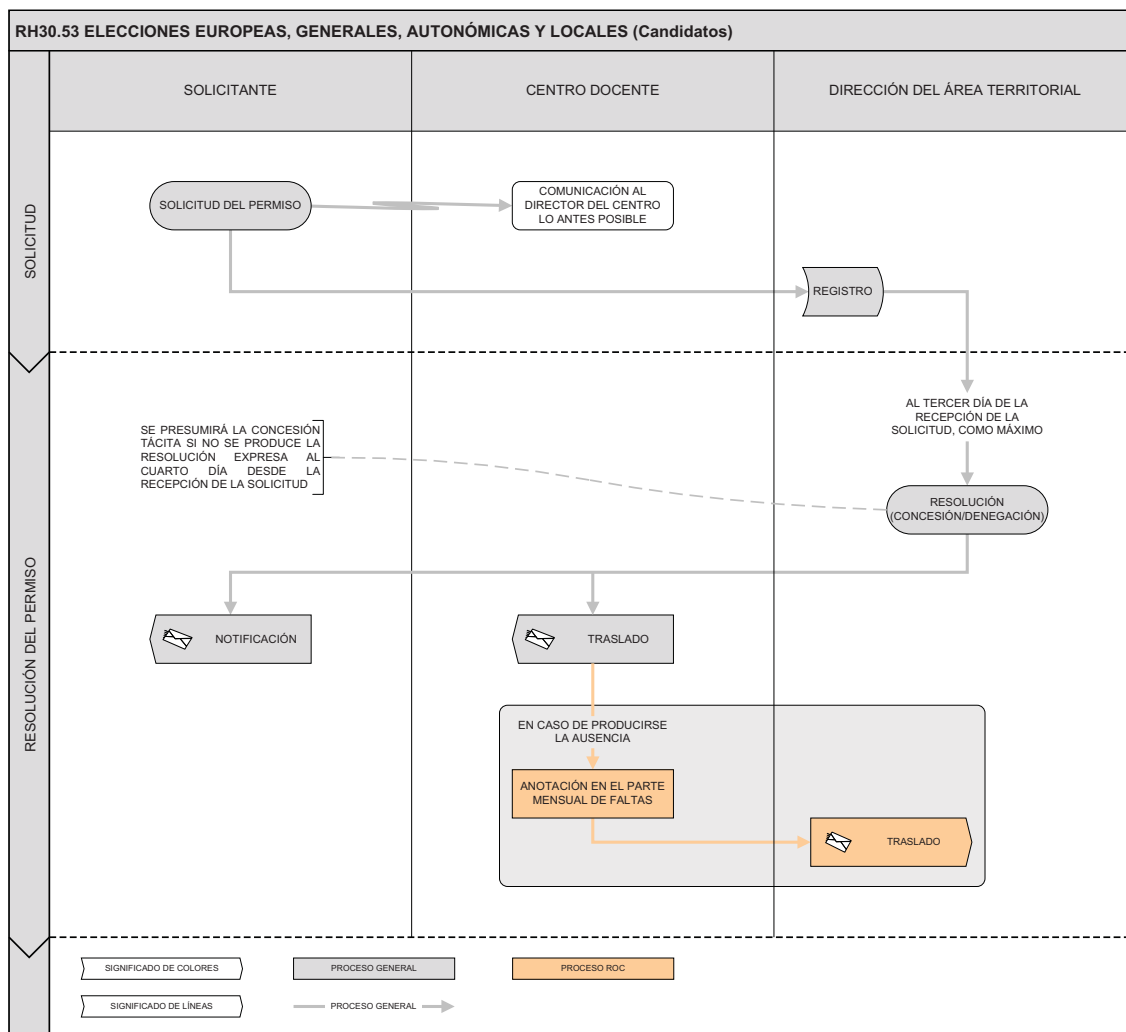 RH30.53 ELECCIONES EUROPEAS, GENERALES, AUTONÓMICAS Y LOCALES (Candidatos)
SOLICITANTE
CENTRO DOCENTE
DIRECCIÓN DEL ÁREA TERRITORIAL
SOLICITUD
SOLICITUD DEL PERMISO
COMUNICACIÓN AL
DIRECTOR DEL CENTRO
LO ANTES POSIBLE
REGISTRO
RESOLUCIÓN DEL PERMISO
AL TERCER DÍA DE LA
RECEPCIÓN DE LA
SOLICITUD, COMO MÁXIMO
SE PRESUMIRÁ LA CONCESIÓN
TÁCITA SI NO SE PRODUCE LA
RESOLUCIÓN EXPRESA AL
CUARTO DÍA DESDE LA
RECEPCIÓN DE LA SOLICITUD
RESOLUCIÓN
(CONCESIÓN/DENEGACIÓN)
NOTIFICACIÓN
TRASLADO
EN CASO DE PRODUCIRSE
LA AUSENCIA
ANOTACIÓN EN EL PARTE
MENSUAL DE FALTAS
TRASLADO
SIGNIFICADO DE COLORES
PROCESO GENERAL
PROCESO ROC
SIGNIFICADO DE LÍNEAS
PROCESO GENERAL